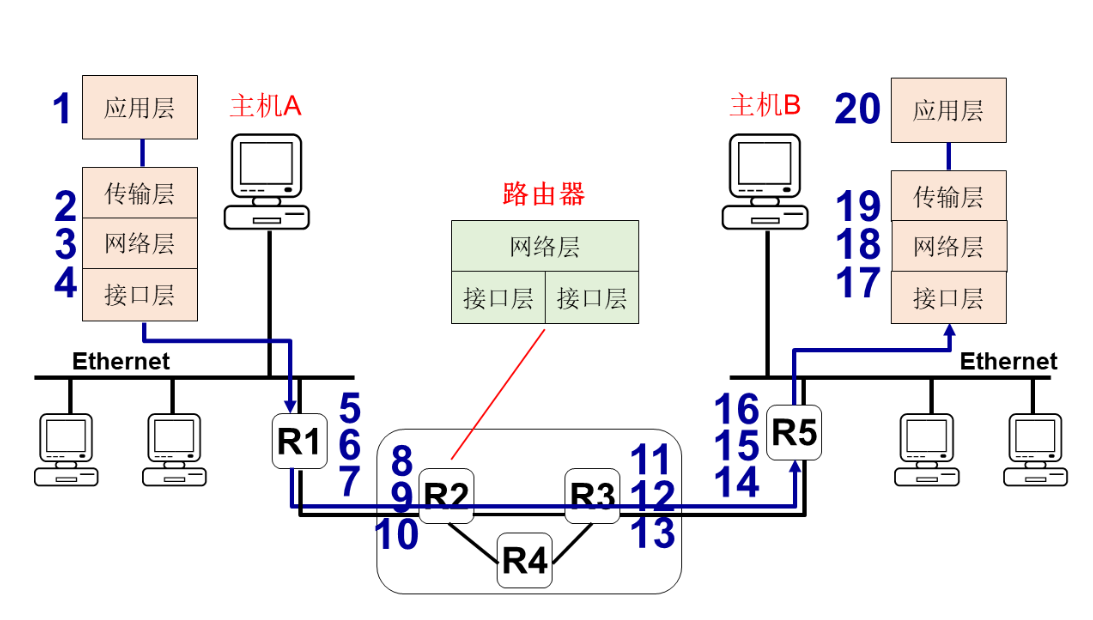 1
应用层
主机A
2
传输层
3
网络层
4
接口层
Ethernet
路由器
网络层
接口层
接口层
主机B
20
应用层
19
传输层
18
网络层
17
接口层
Ethernet
R1
5
6
7
8
9
10
R2
R3
R4
11
12
13
16
15
14
R5